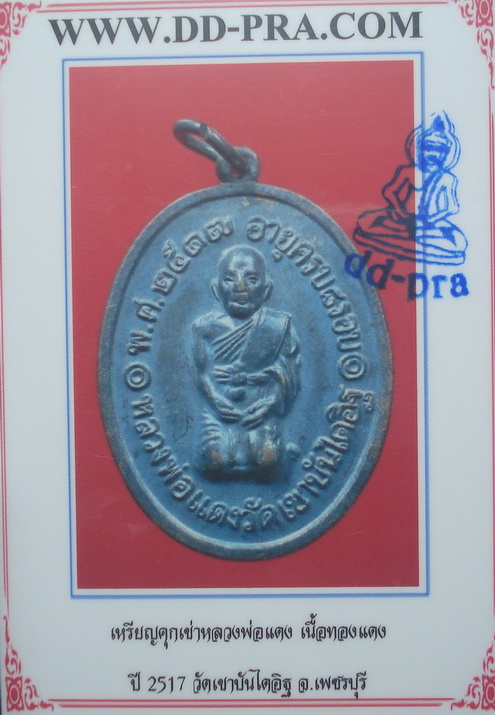 WWW.DD-PRA.COM
พ.ศ.๒๕๑๗ อายุครบ๘รอบ
หลวงพ่อแดงวัดเขาบันไดอิฐ
dd-pra
เหรียญคุกเข่าหลวงพ่อแดง เนื้อทองแดง
ปี 2517 วัดเขาบันไดอิฐ จ.เพชรบุรี